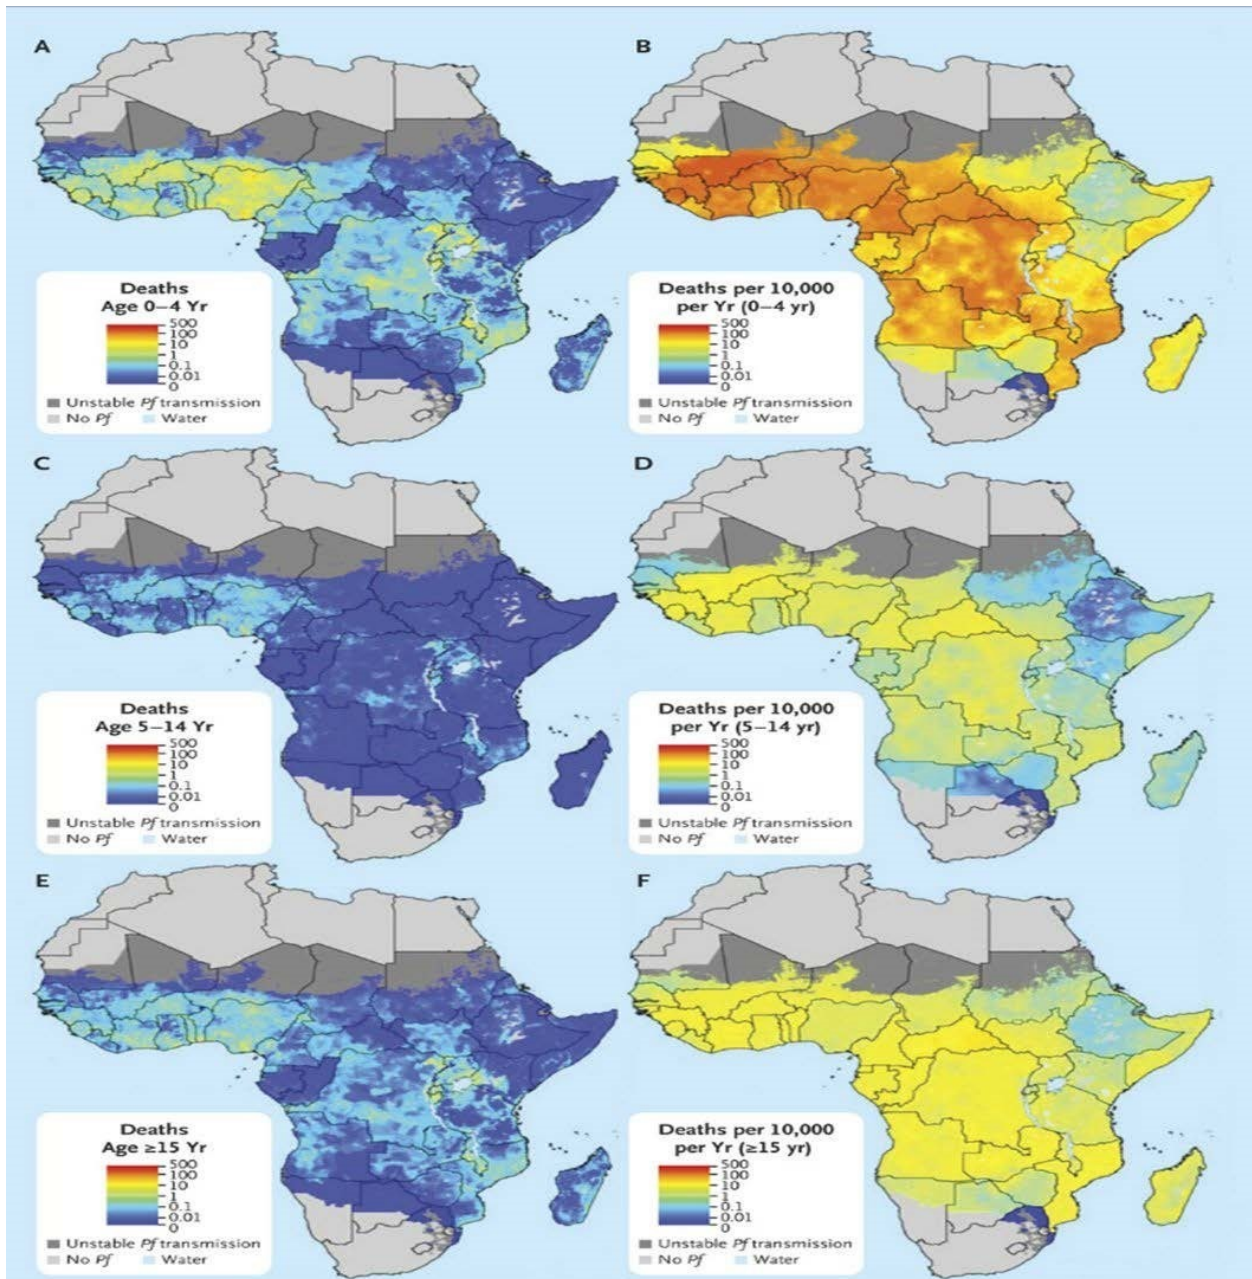 A
B
Deaths
Age 0–4 Yr
500
100
10
1
0.1
0.01
0
Unstable Pf transmission
No Pf
Water
Deaths per 10,000
per Yr (0–4 yr)
500
100
10
1
0.1
0.01
0
Unstable Pf transmission
No Pf
Water
C
D
Deaths
Age 5–14 Yr
500
100
10
1
0.1
0.01
0
Unstable Pf transmission
No Pf
Water
Deaths per 10,000
per Yr (5–14 yr)
500
100
10
1
0.1
0.01
0
Unstable Pf transmission
No Pf
Water
E
F
Deaths
Age ≥15 Yr
500
100
10
1
0.1
0.01
0
Unstable Pf transmission
No Pf
Water
Deaths per 10,000
per Yr (≥15 yr)
500
100
10
1
0.1
0.01
0
Unstable Pf transmission
No Pf
Water